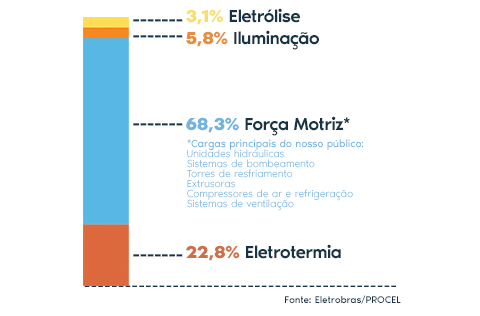 3,1% Eletrólise
5,8% Iluminação
68,3% Força Motriz*
*Cargas principais do nosso público:
Unidades hidráulicas
Sistemas de bombeamento
Torres de resfriamento
Extrusoras
Compressores de ar e refrigeração
Sistemas de ventilação
22,8% Eletrotermia
Fonte: Eletrobras/PROCEL